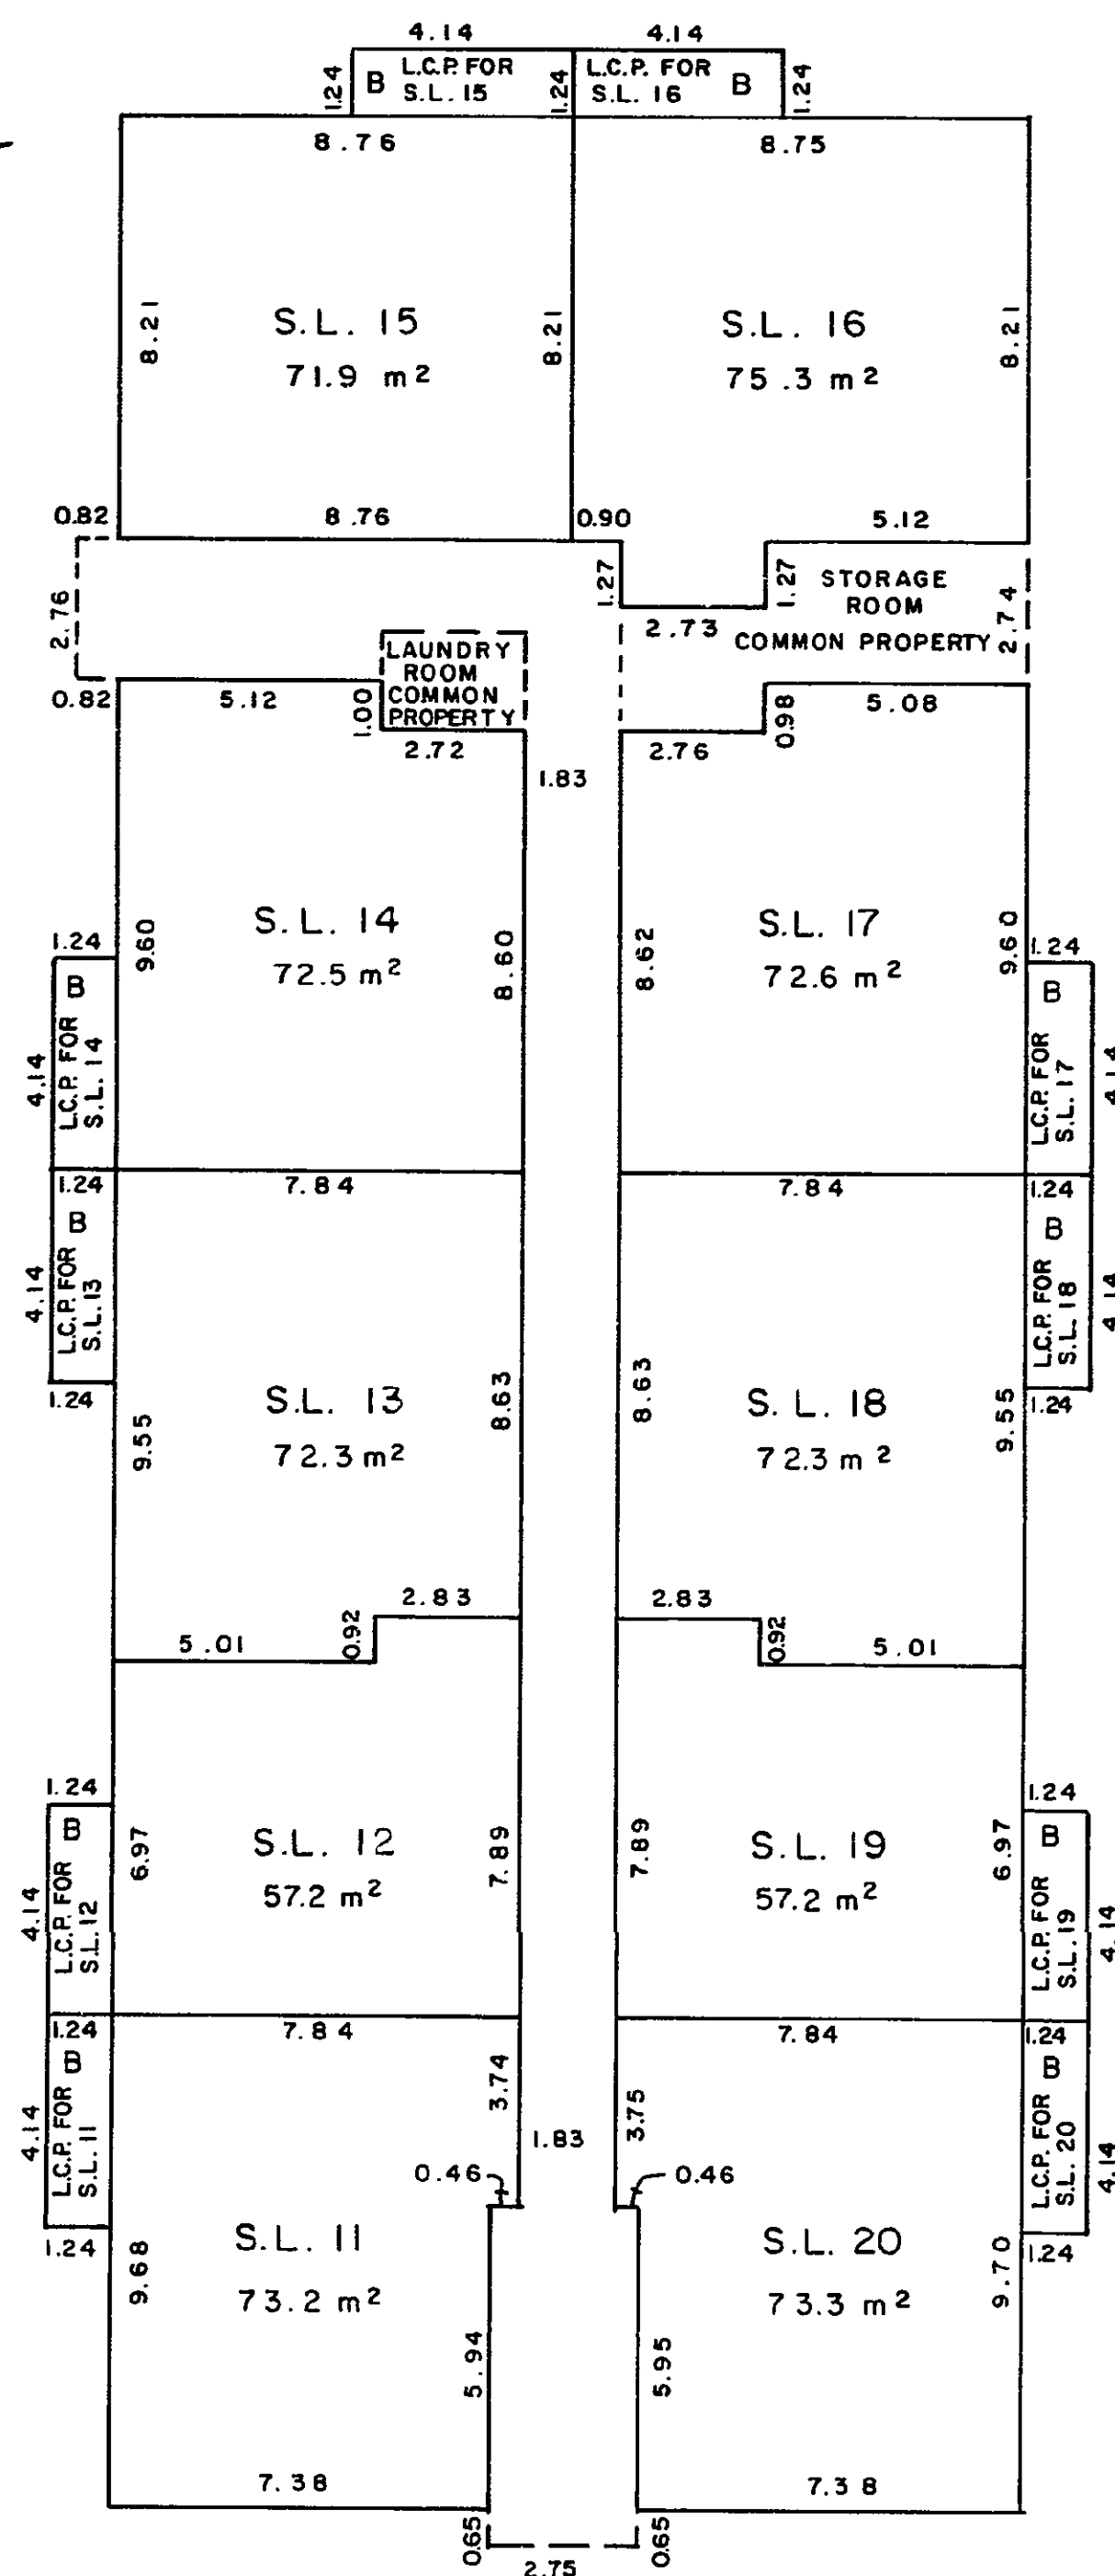 4.14 4.14
1.24 B L.C.P. FOR 1.24 L.C.P. FOR B 1.24
S.L. 15 S.L. 16
8.76 8.75
8.21 S.L. 15 8.21 S.L. 16 8.21
71.9 m² 75.3 m²
0.82 8.76 0.90 5.12
2.76 1.27 1.27 STORAGE 2.74
ROOM
2.73 COMMON PROPERTY
LAUNDRY
ROOM
0.82 5.12 1.00 COMMON 0.98 5.08
PROPERTY
2.72 2.76
1.83
S.L. 14 S.L. 17
1.24 9.60 72.5 m² 8.60 8.62 72.6 m² 9.60 1.24
B B
4.14 L.C.P. FOR L.C.P. FOR 4.14
S.L. 14 S.L. 17
1.24 7.84 7.84 1.24
B B
4.14 L.C.P. FOR L.C.P. FOR 4.14
S.L. 13 S.L. 18
1.24 S.L. 13 8.63 8.63 S.L. 18 1.24
9.55 72.3 m² 72.3 m² 9.55
2.83 2.83
5.01 0.92 0.92 5.01
1.24 1.24
B 6.97 S.L. 12 7.89 7.89 S.L. 19 6.97 B
57.2 m² 57.2 m²
4.14 L.C.P. FOR L.C.P. FOR 4.14
S.L. 12 S.L. 19
1.24 7.84 7.84 1.24
B 3.74 3.75 B
4.14 L.C.P. FOR 1.83 L.C.P. FOR 4.14
S.L. 11 S.L. 20
0.46 0.46
1.24 S.L. 11 S.L. 20 1.24
9.68 73.2 m² 73.3 m² 9.70
5.94 5.95
7.38 7.38
0.65 0.65
2.75